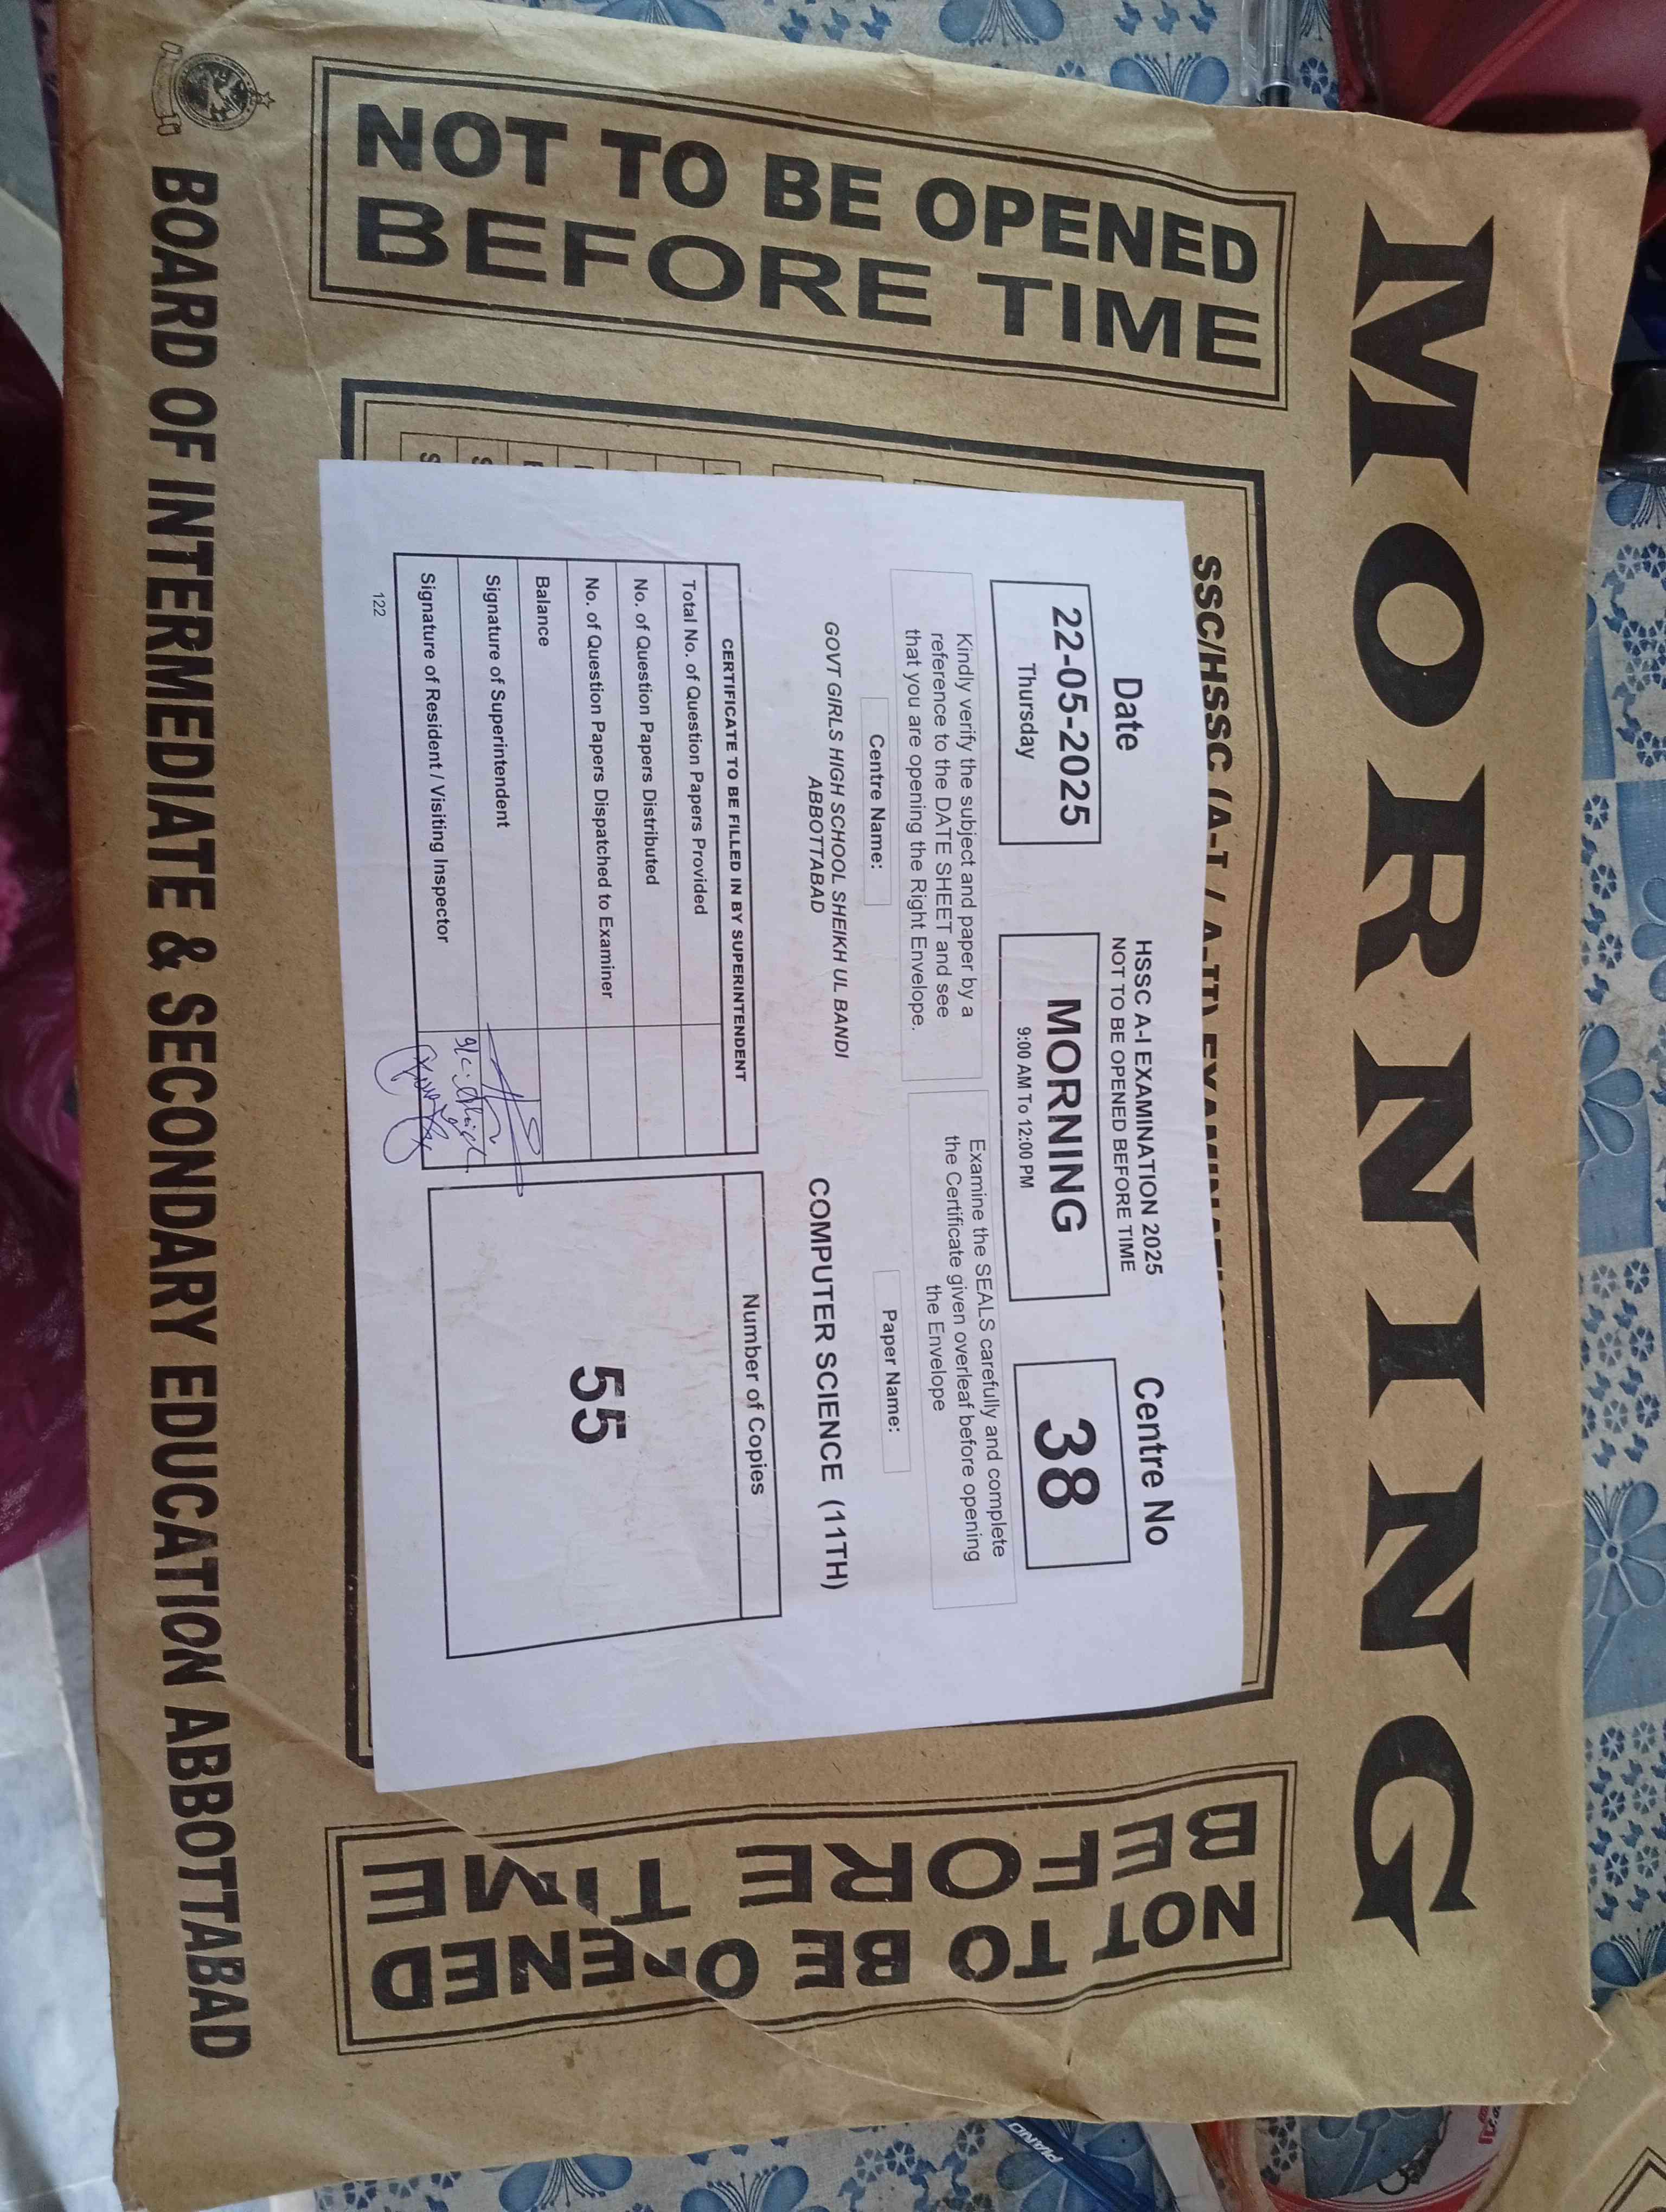 MORNING
NOT TO BE OPENED
BEFORE TIME
SSC/HSSC (A-I / A-II) EXAMINATION
Date
22-05-2025
Thursday
HSSC A-I EXAMINATION 2025
NOT TO BE OPENED BEFORE TIME
MORNING
9:00 AM To 12:00 PM
Centre No
38
Kindly verify the subject and paper by a
reference to the DATE SHEET and see
that you are opening the Right Envelope.
Examine the SEALS carefully and complete
the Certificate given overleaf before opening
the Envelope
Centre Name:
GOVT GIRLS HIGH SCHOOL SHEIKH UL BANDI
ABBOTTABAD
Paper Name:
COMPUTER SCIENCE (11TH)
CERTIFICATE TO BE FILLED IN BY SUPERINTENDENT
Total No. of Question Papers Provided
No. of Question Papers Distributed
No. of Question Papers Dispatched to Examiner
Balance
Signature of Superintendent
Signature of Resident / Visiting Inspector
122
Number of Copies
55
NOT TO BE OPENED
BEFORE TIME
BOARD OF INTERMEDIATE & SECONDARY EDUCATION ABBOTTABAD
PIANO